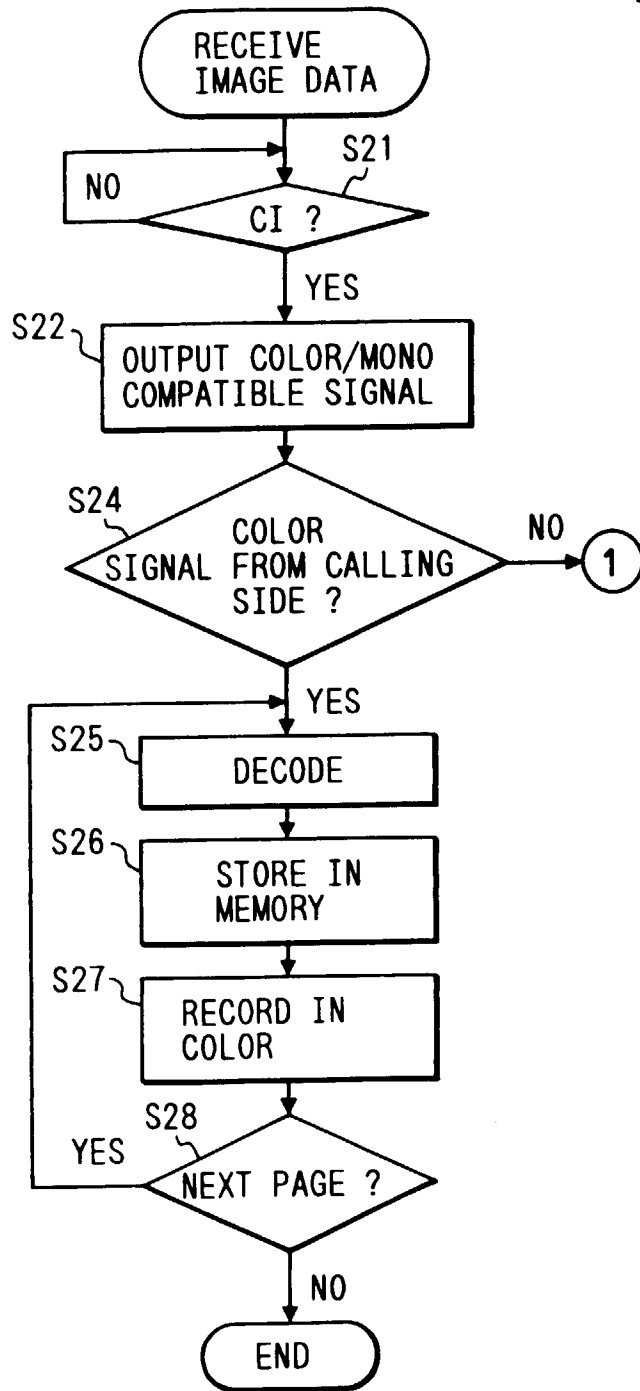 RECEIVE
IMAGE DATA
S21
NO
CI ?
YES
S22
OUTPUT COLOR/MONO
COMPATIBLE SIGNAL
S24
COLOR
SIGNAL FROM CALLING
SIDE ?
NO
1
YES
S25
DECODE
S26
STORE IN
MEMORY
S27
RECORD IN
COLOR
S28
YES
NEXT PAGE ?
NO
END